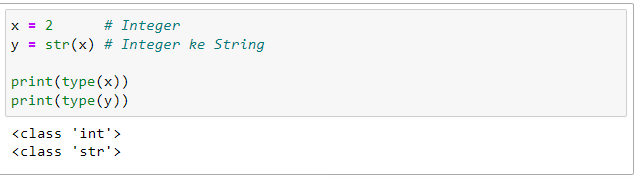 x = 2      # Integer
y = str(x) # Integer ke String
print(type(x))
print(type(y))
<class 'int'>
<class 'str'>